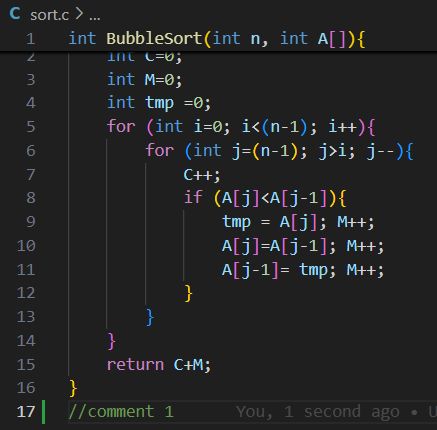 C sort.c > ...
1 int BubbleSort(int n, int A[]){
2 int C=0;
3 int M=0;
4 int tmp =0;
5 for (int i=0; i<(n-1); i++){
6 for (int j=(n-1); j>i; j--){
7 C++;
8 if (A[j]<A[j-1]){
9 tmp = A[j]; M++;
10 A[j]=A[j-1]; M++;
11 A[j-1]= tmp; M++;
12 }
13 }
14 }
15 return C+M;
16 }
17 //comment 1 You, 1 second ago • U